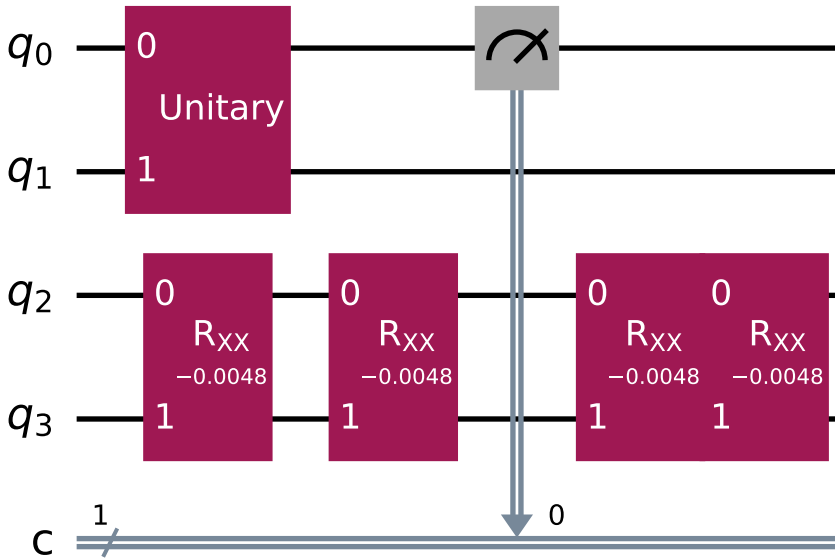 q0 0
Unitary
q1 1
q2 0 0 0 0
RXX RXX RXX RXX
−0.0048 −0.0048 −0.0048 −0.0048
q3 1 1 1 1
1 0
c